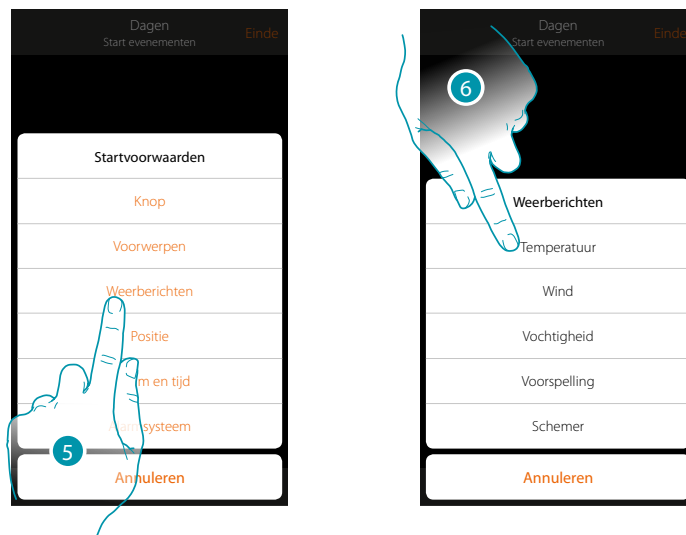 Dagen
Start evenementen
Einde
Startvoorwaarden
Knop
Voorwerpen
Weerberichten
Positie
m en tijd
systeem
5
Annuleren
Dagen
Start evenementen
Einde
6
Weerberichten
Temperatuur
Wind
Vochtigheid
Voorspelling
Schemer
Annuleren